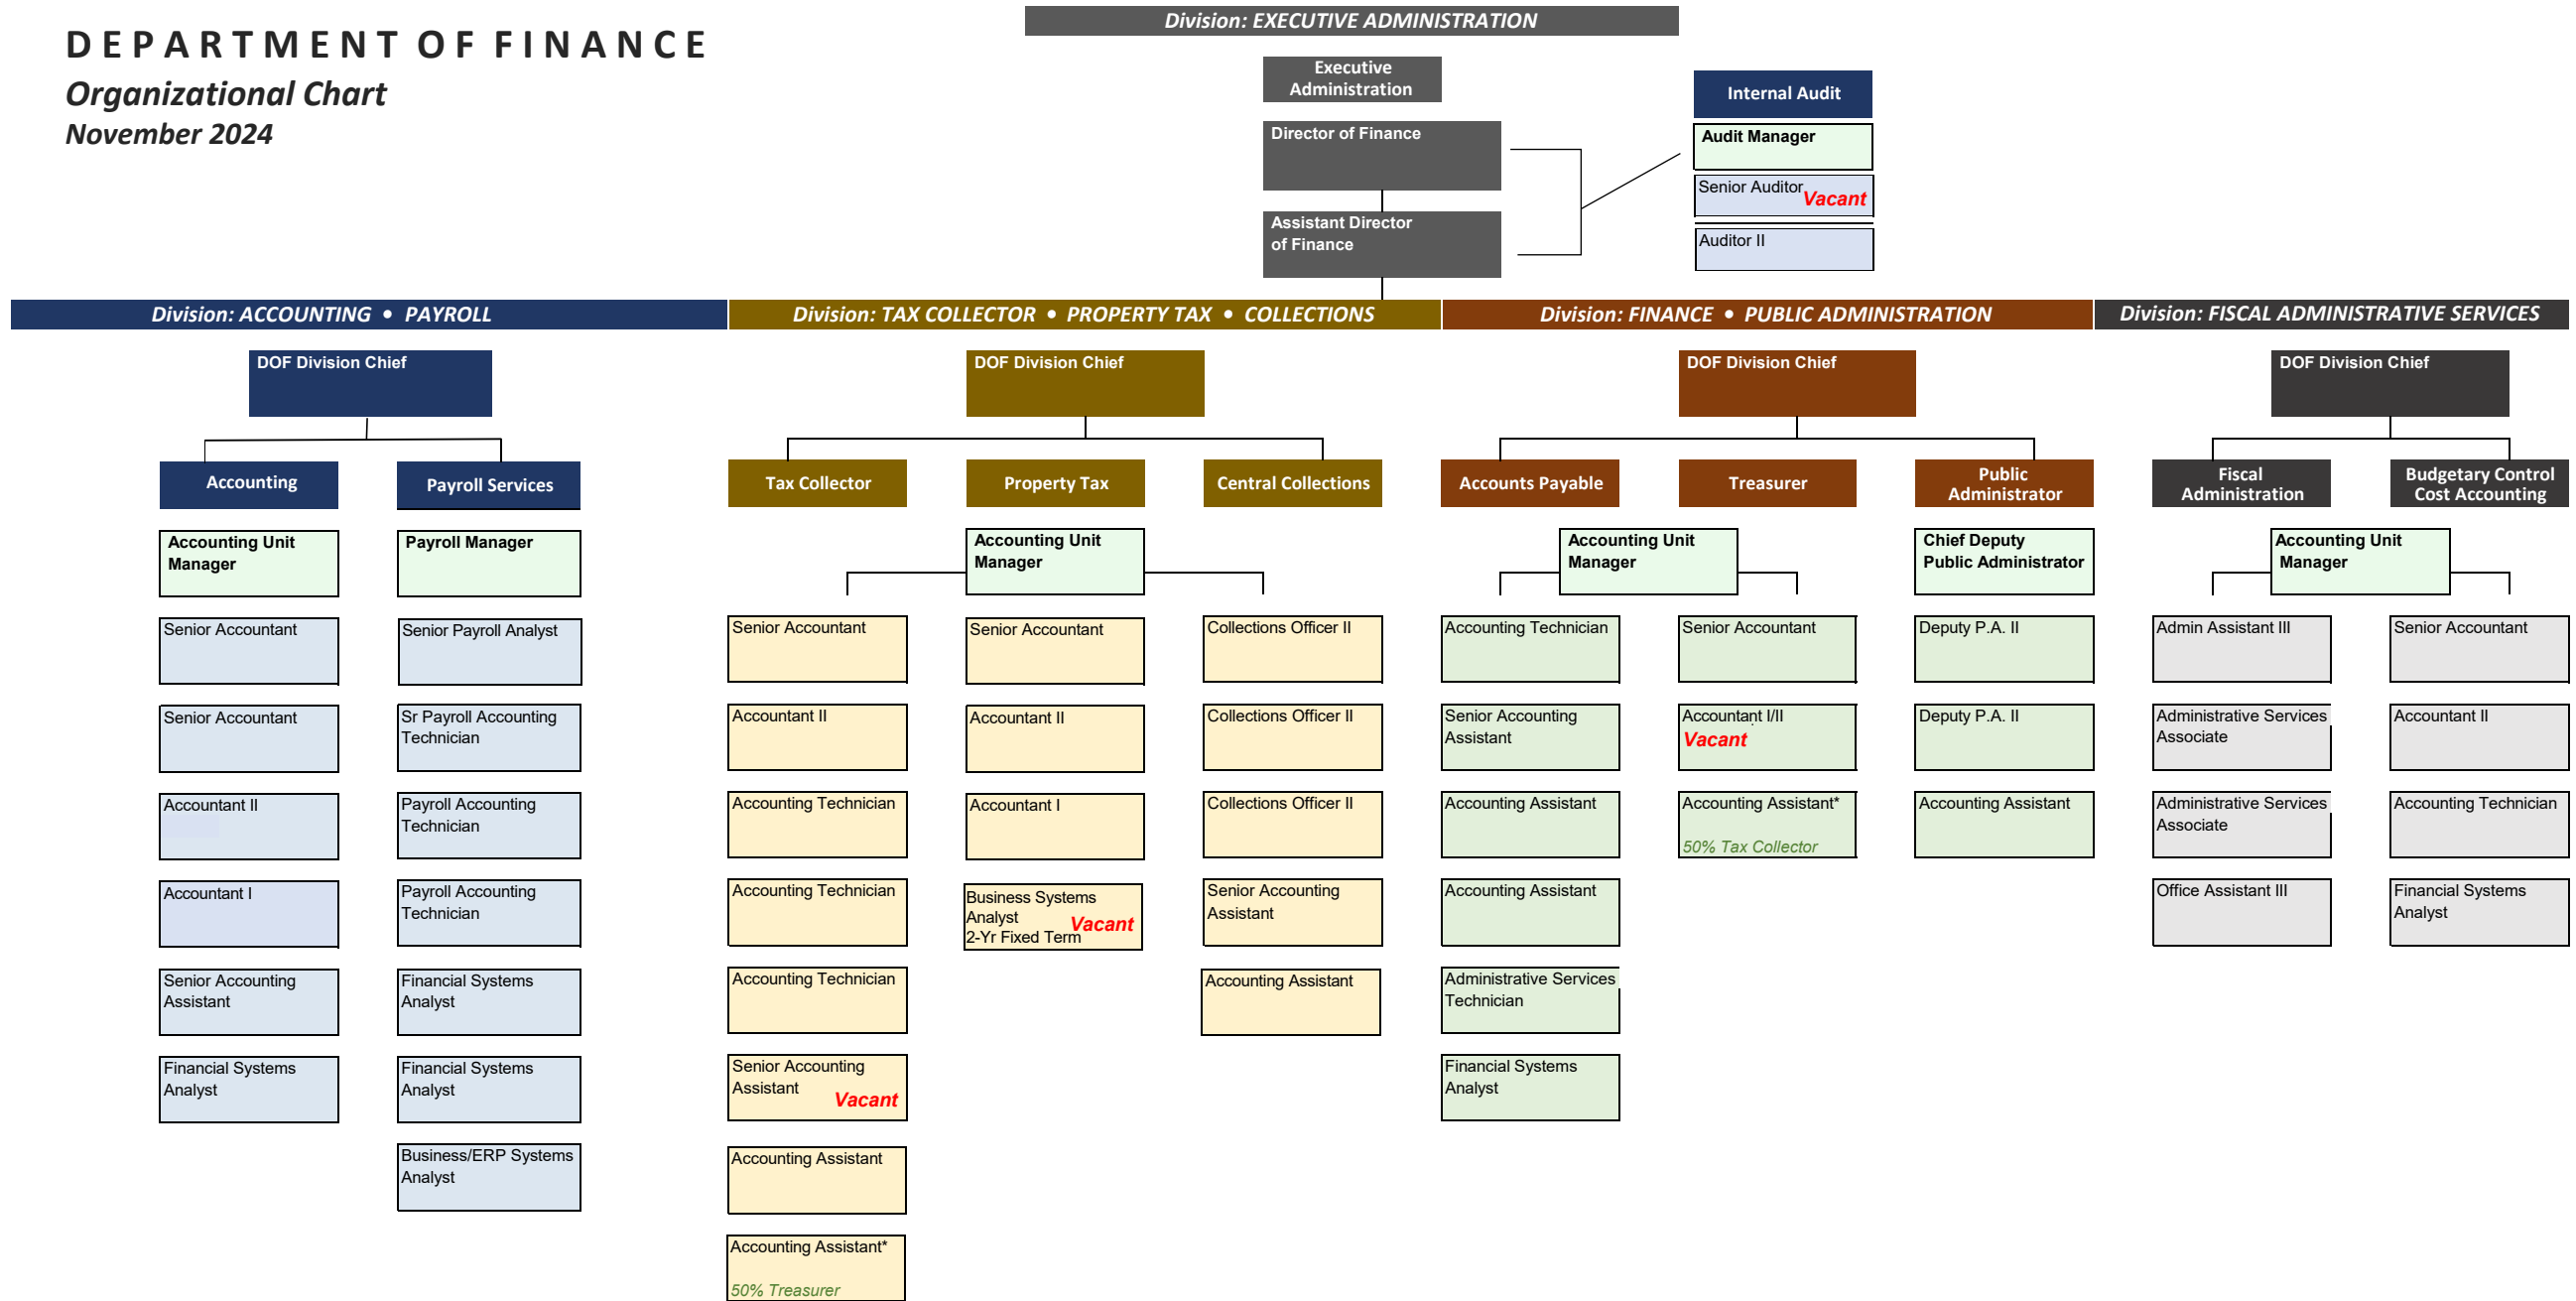 DEPARTMENT OF FINANCE
Organizational Chart
November 2024
Division: EXECUTIVE ADMINISTRATION
Executive
Administration
Director of Finance
Assistant Director
of Finance
Internal Audit
Audit Manager
Senior Auditor
Vacant
Auditor II
Division: ACCOUNTING • PAYROLL
DOF Division Chief
Accounting
Accounting Unit
Manager
Senior Accountant
Senior Accountant
Accountant II
Accountant I
Senior Accounting
Assistant
Financial Systems
Analyst
Payroll Services
Payroll Manager
Senior Payroll Analyst
Sr Payroll Accounting
Technician
Payroll Accounting
Technician
Payroll Accounting
Technician
Financial Systems
Analyst
Financial Systems
Analyst
Business/ERP Systems
Analyst
Division: TAX COLLECTOR • PROPERTY TAX • COLLECTIONS
DOF Division Chief
Tax Collector
Property Tax
Central Collections
Accounting Unit
Manager
Senior Accountant
Accountant II
Accounting Technician
Accounting Technician
Accounting Technician
Senior Accounting
Assistant
Vacant
Accounting Assistant
Accounting Assistant*
50% Treasurer
Senior Accountant
Accountant II
Accountant I
Business Systems
Analyst
Vacant
2-Yr Fixed Term
Collections Officer II
Collections Officer II
Collections Officer II
Senior Accounting
Assistant
Accounting Assistant
Division: FINANCE • PUBLIC ADMINISTRATION
DOF Division Chief
Accounts Payable
Treasurer
Public
Administrator
Accounting Unit
Manager
Chief Deputy
Public Administrator
Accounting Technician
Senior Accounting
Assistant
Accounting Assistant
Accounting Assistant
Administrative Services
Technician
Financial Systems
Analyst
Senior Accountant
Accountant I/II
Vacant
Accounting Assistant*
50% Tax Collector
Deputy P.A. II
Deputy P.A. II
Accounting Assistant
Division: FISCAL ADMINISTRATIVE SERVICES
DOF Division Chief
Fiscal
Administration
Budgetary Control
Cost Accounting
Accounting Unit
Manager
Admin Assistant III
Administrative Services
Associate
Administrative Services
Associate
Office Assistant III
Senior Accountant
Accountant II
Accounting Technician
Financial Systems
Analyst